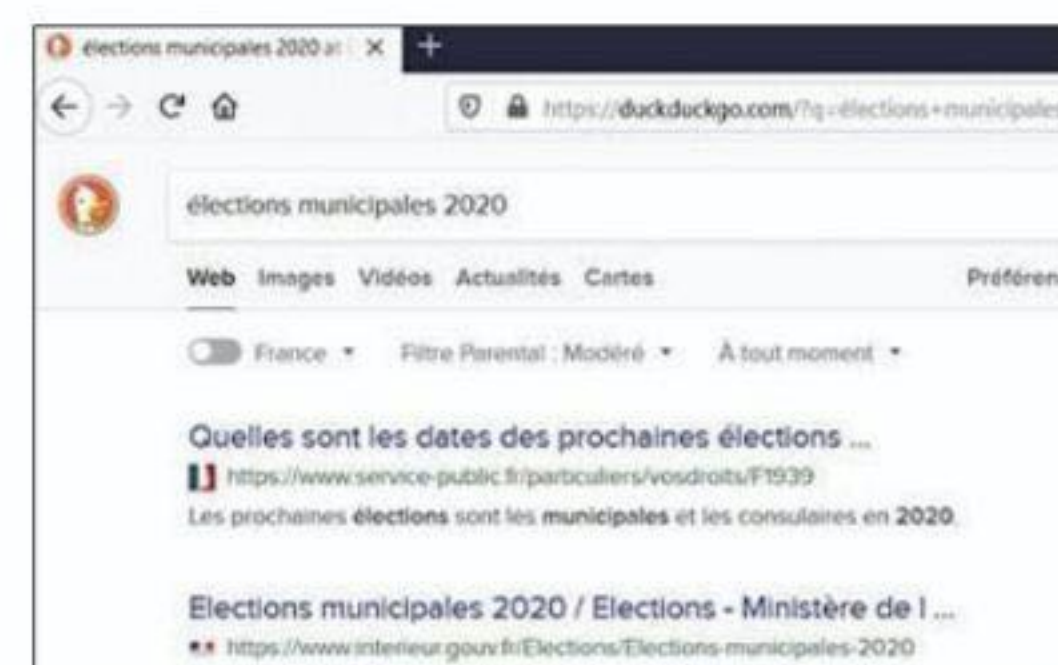 élections municipales 2020 at
https://duckduckgo.com/?q=élections+municipales
élections municipales 2020
Web Images Vidéos Actualités Cartes Préféren
France Filtre Parental : Modéré À tout moment
Quelles sont les dates des prochaines élections ...
https://www.service-public.fr/particuliers/vosdroits/F1939
Les prochaines élections sont les municipales et les consulaires en 2020.
Elections municipales 2020 / Elections - Ministère de l ...
https://www.interieur.gouv.fr/Elections/Elections-municipales-2020